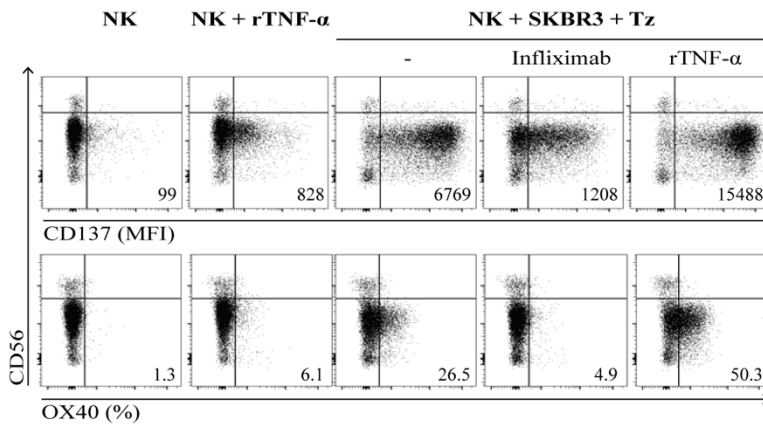 NK NK + rTNF-α NK + SKBR3 + Tz
- Infliximab rTNF-α
99 828 6769 1208 15488
CD137 (MFI)
1.3 6.1 26.5 4.9 50.3
OX40 (%)
CD56